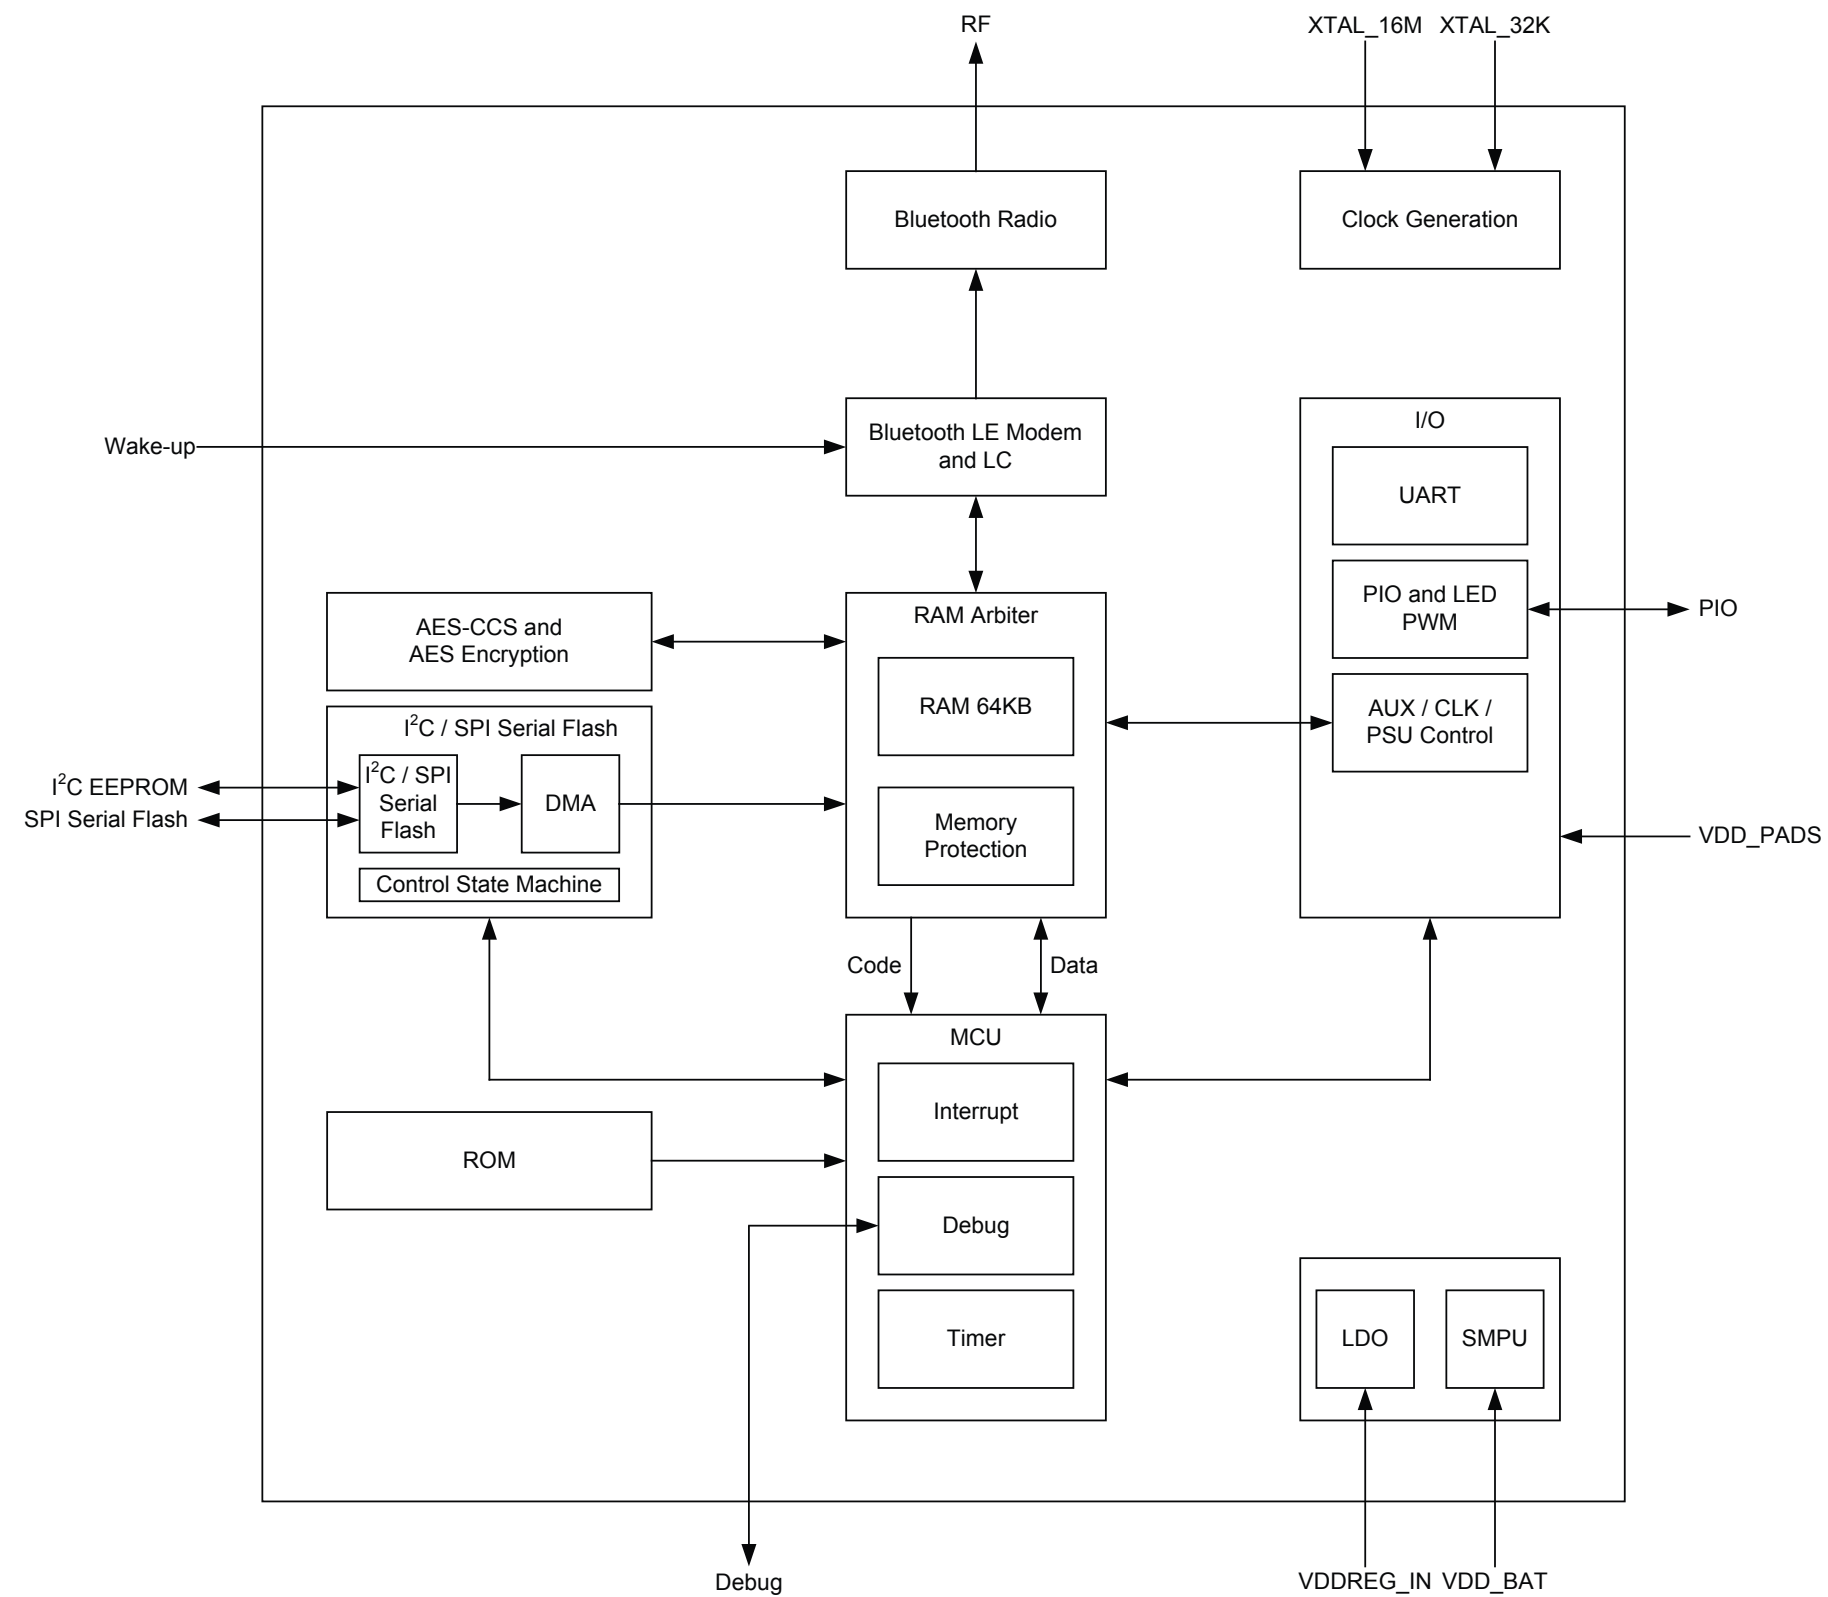 RF
XTAL_16M XTAL_32K
Bluetooth Radio
Clock Generation
Wake-up
Bluetooth LE Modem
and LC
I/O
UART
PIO and LED
PWM
PIO
AUX / CLK /
PSU Control
VDD_PADS
AES-CCS and
AES Encryption
RAM Arbiter
RAM 64KB
Memory
Protection
I²C / SPI Serial Flash
I²C / SPI
Serial
Flash
DMA
Control State Machine
I²C EEPROM
SPI Serial Flash
Code
Data
MCU
Interrupt
Debug
Timer
ROM
LDO
SMPU
Debug
VDDREG_IN VDD_BAT